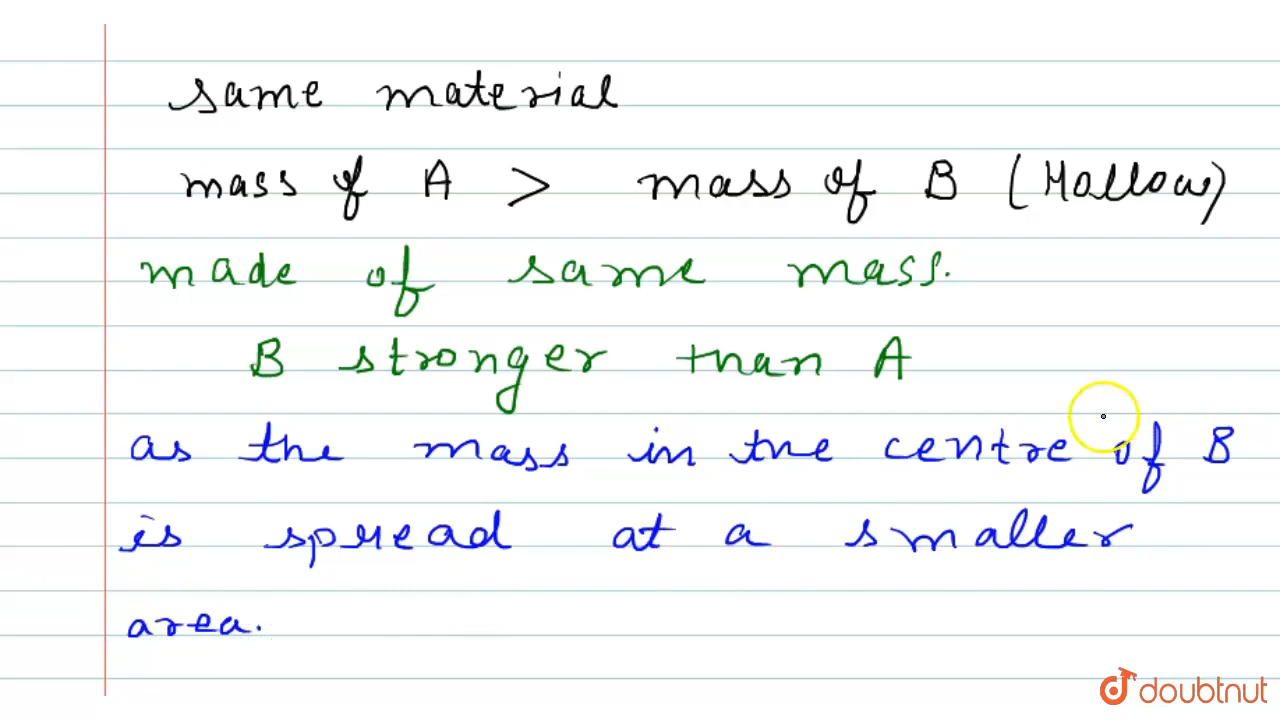 same material
mass of A > mass of B (Hollow)
made of same mass.
B stronger than A
as the mass in the centre of B
is spread at a smaller
area.
doubtnut